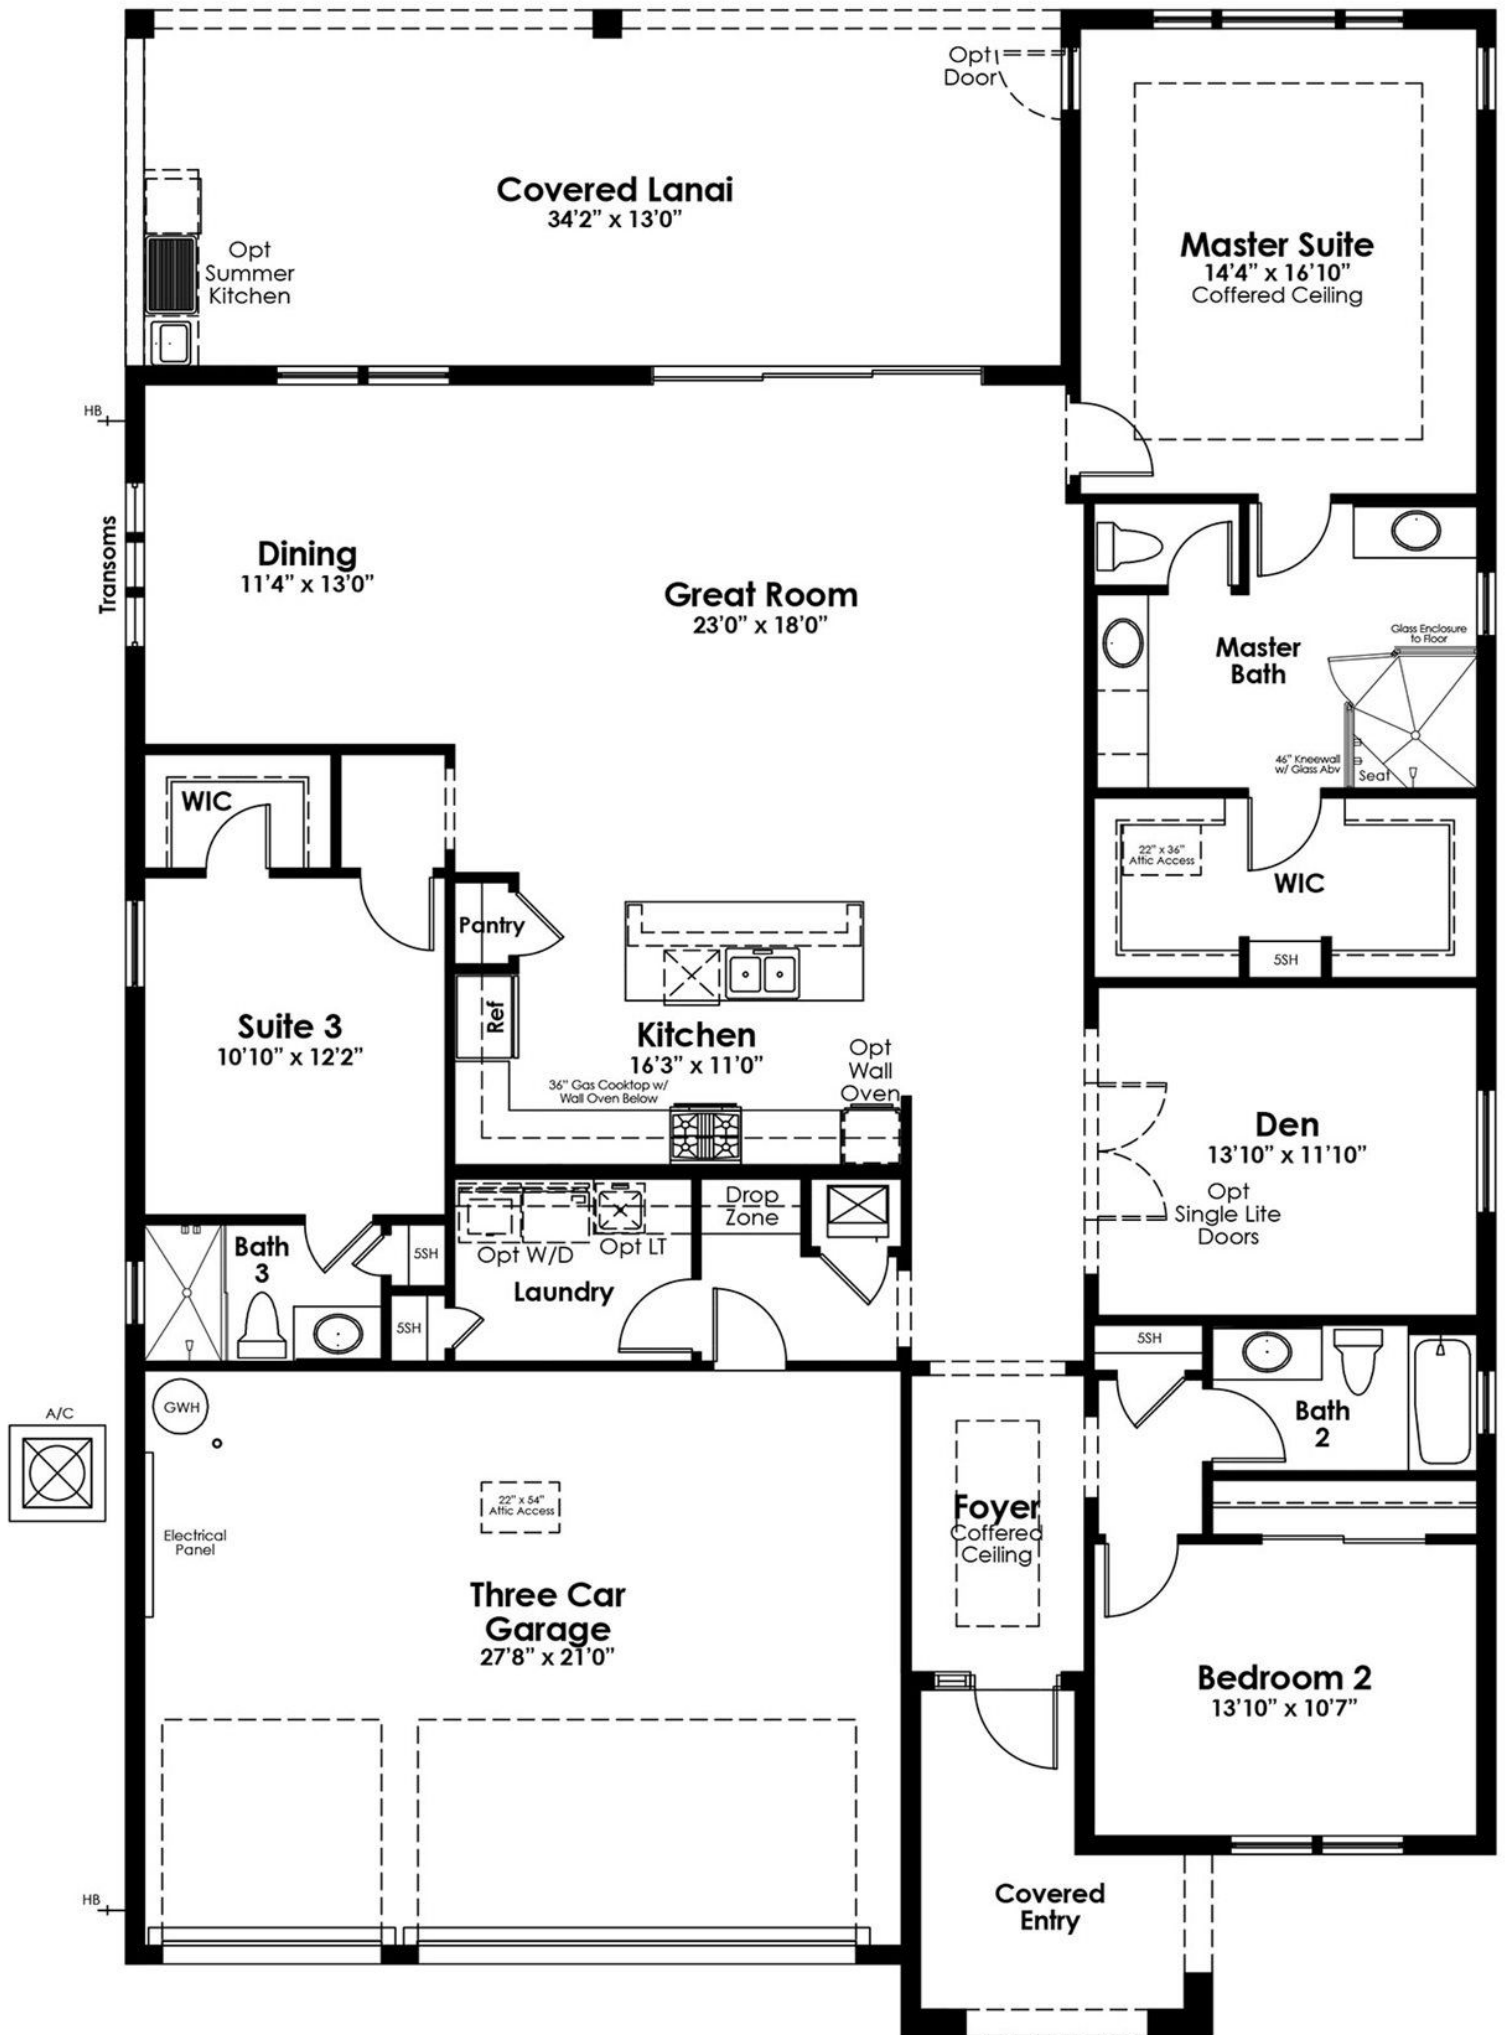 Opt
Door
Covered Lanai
34'2” x 13'0”
Opt
Summer
Kitchen
Master Suite
14'4” x 16'10”
Coffered Ceiling
HB
Transoms
Dining
11'4” x 13'0”
Great Room
23'0” x 18'0”
Master
Bath
Glass Enclosure
to Floor
46” Kneewall
w/ Glass Abv
Seat
WIC
22” x 36”
Attic Access
WIC
5SH
Pantry
Ref
Suite 3
10'10” x 12'2”
Kitchen
16'3” x 11'0”
36” Gas Cooktop w/
Wall Oven Below
Opt
Wall
Oven
Den
13'10” x 11'10”
Opt
Single Lite
Doors
Drop
Zone
Opt W/D
Opt LT
Laundry
Bath
3
5SH
5SH
5SH
Bath
2
A/C
GWH
Electrical
Panel
22” x 54”
Attic Access
Foyer
Coffered
Ceiling
Three Car
Garage
27'8” x 21'0”
Bedroom 2
13'10” x 10'7”
HB
Covered
Entry